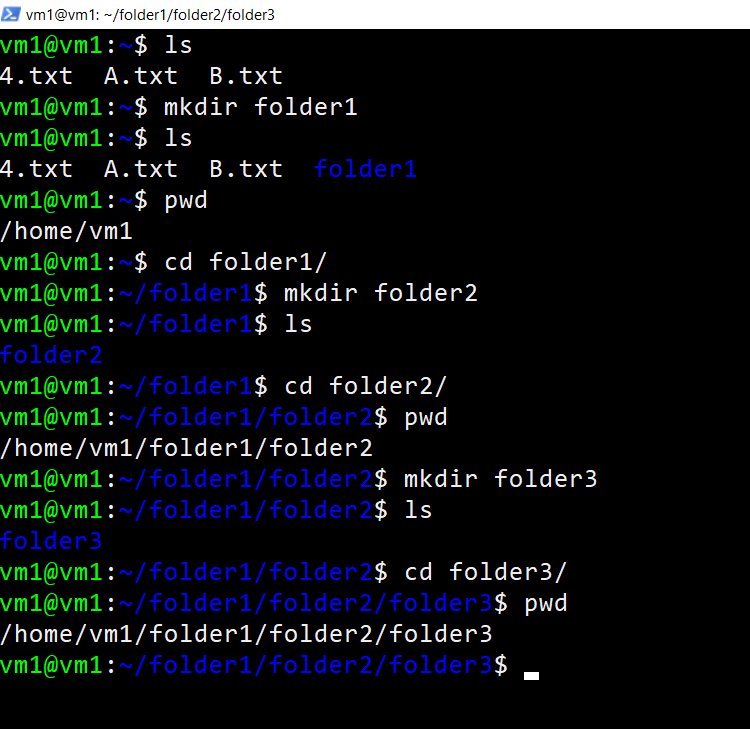 vm1@vm1: ~/folder1/folder2/folder3
vm1@vm1:~$ ls
4.txt  A.txt  B.txt
vm1@vm1:~$ mkdir folder1
vm1@vm1:~$ ls
4.txt  A.txt  B.txt  folder1
vm1@vm1:~$ pwd
/home/vm1
vm1@vm1:~$ cd folder1/
vm1@vm1:~/folder1$ mkdir folder2
vm1@vm1:~/folder1$ ls
folder2
vm1@vm1:~/folder1$ cd folder2/
vm1@vm1:~/folder1/folder2$ pwd
/home/vm1/folder1/folder2
vm1@vm1:~/folder1/folder2$ mkdir folder3
vm1@vm1:~/folder1/folder2$ ls
folder3
vm1@vm1:~/folder1/folder2$ cd folder3/
vm1@vm1:~/folder1/folder2/folder3$ pwd
/home/vm1/folder1/folder2/folder3
vm1@vm1:~/folder1/folder2/folder3$